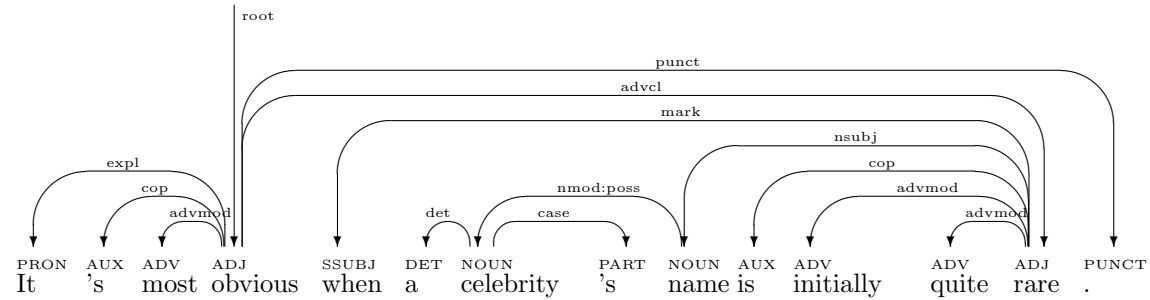 root
punct
advcl
mark
nsubj
expl cop
cop nmod:poss advmod
advmod det case advmod
PRON AUX ADV ADJ SSUBJ DET NOUN PART NOUN AUX ADV ADV ADJ PUNCT
It 's most obvious when a celebrity 's name is initially quite rare .